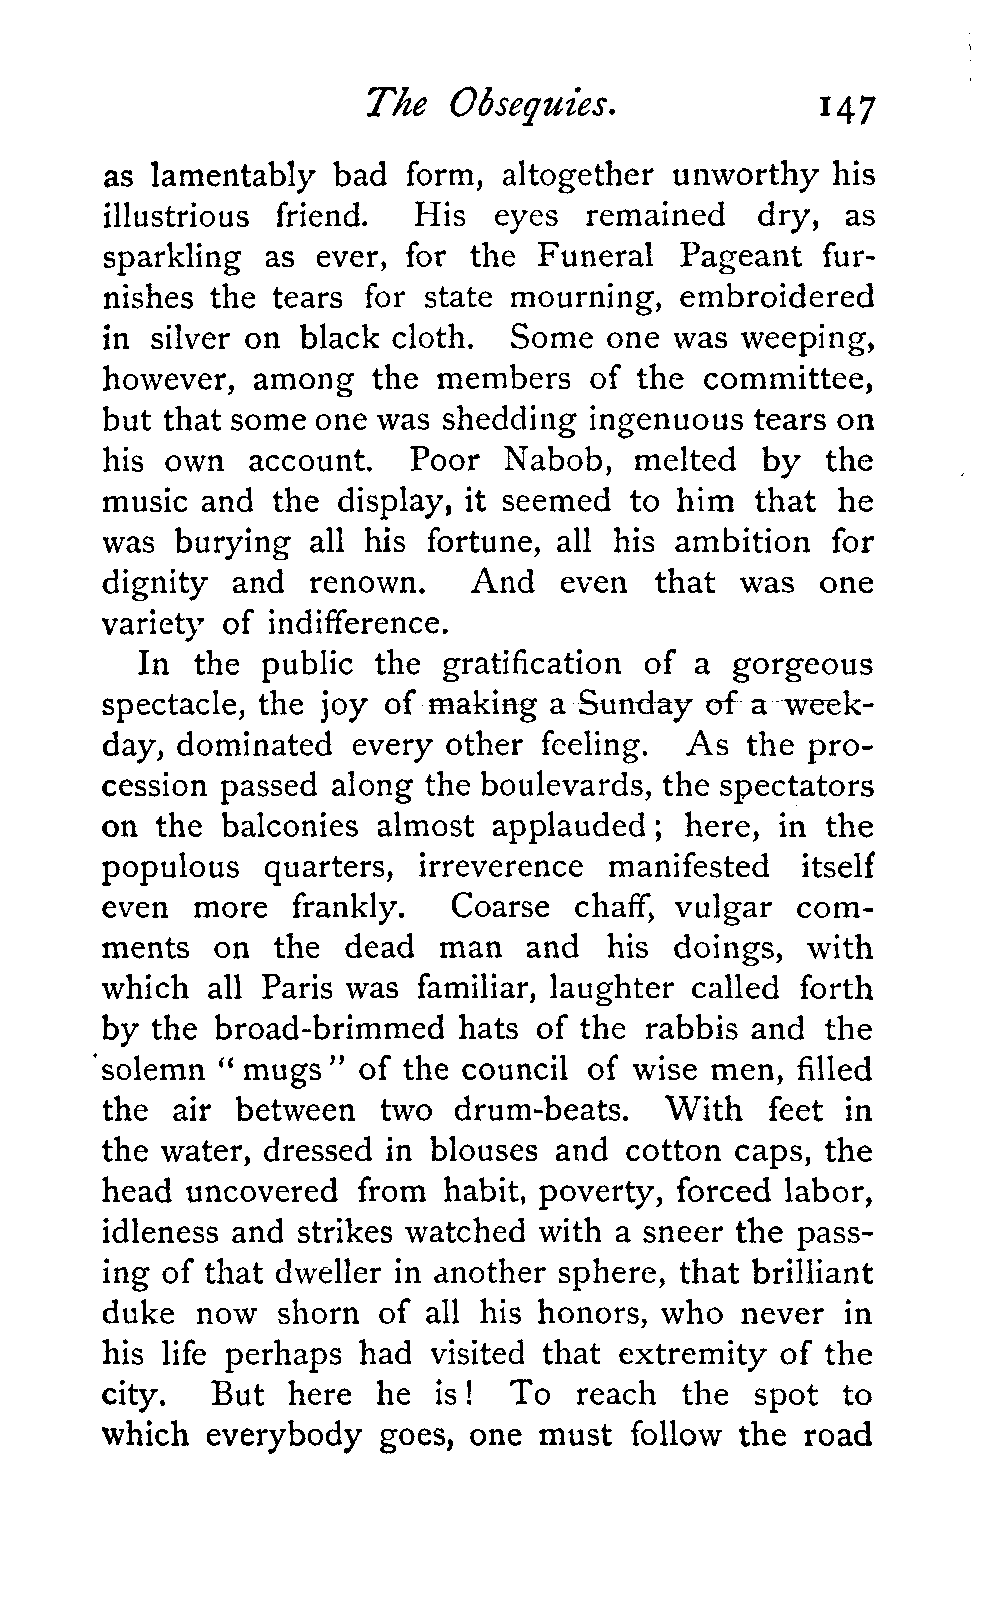 The Obsequies. 147
as lamentably bad form, altogether unworthy his
illustrious friend. His eyes remained dry, as
sparkling as ever, for the Funeral Pageant fur-
nishes the tears for state mourning, embroidered
in silver on black cloth. Some one was weeping,
however, among the members of the committee,
but that some one was shedding ingenuous tears on
his own account. Poor Nabob, melted by the
music and the display, it seemed to him that he
was burying all his fortune, all his ambition for
dignity and renown. And even that was one
variety of indifference.
In the public the gratification of a gorgeous
spectacle, the joy of making a Sunday of a week-
day, dominated every other feeling. As the pro-
cession passed along the boulevards, the spectators
on the balconies almost applauded; here, in the
populous quarters, irreverence manifested itself
even more frankly. Coarse chaff, vulgar com-
ments on the dead man and his doings, with
which all Paris was familiar, laughter called forth
by the broad-brimmed hats of the rabbis and the
solemn "mugs" of the council of wise men, filled
the air between two drum-beats. With feet in
the water, dressed in blouses and cotton caps, the
head uncovered from habit, poverty, forced labor,
idleness and strikes watched with a sneer the pass-
ing of that dweller in another sphere, that brilliant
duke now shorn of all his honors, who never in
his life perhaps had visited that extremity of the
city. But here he is! To reach the spot to
which everybody goes, one must follow the road